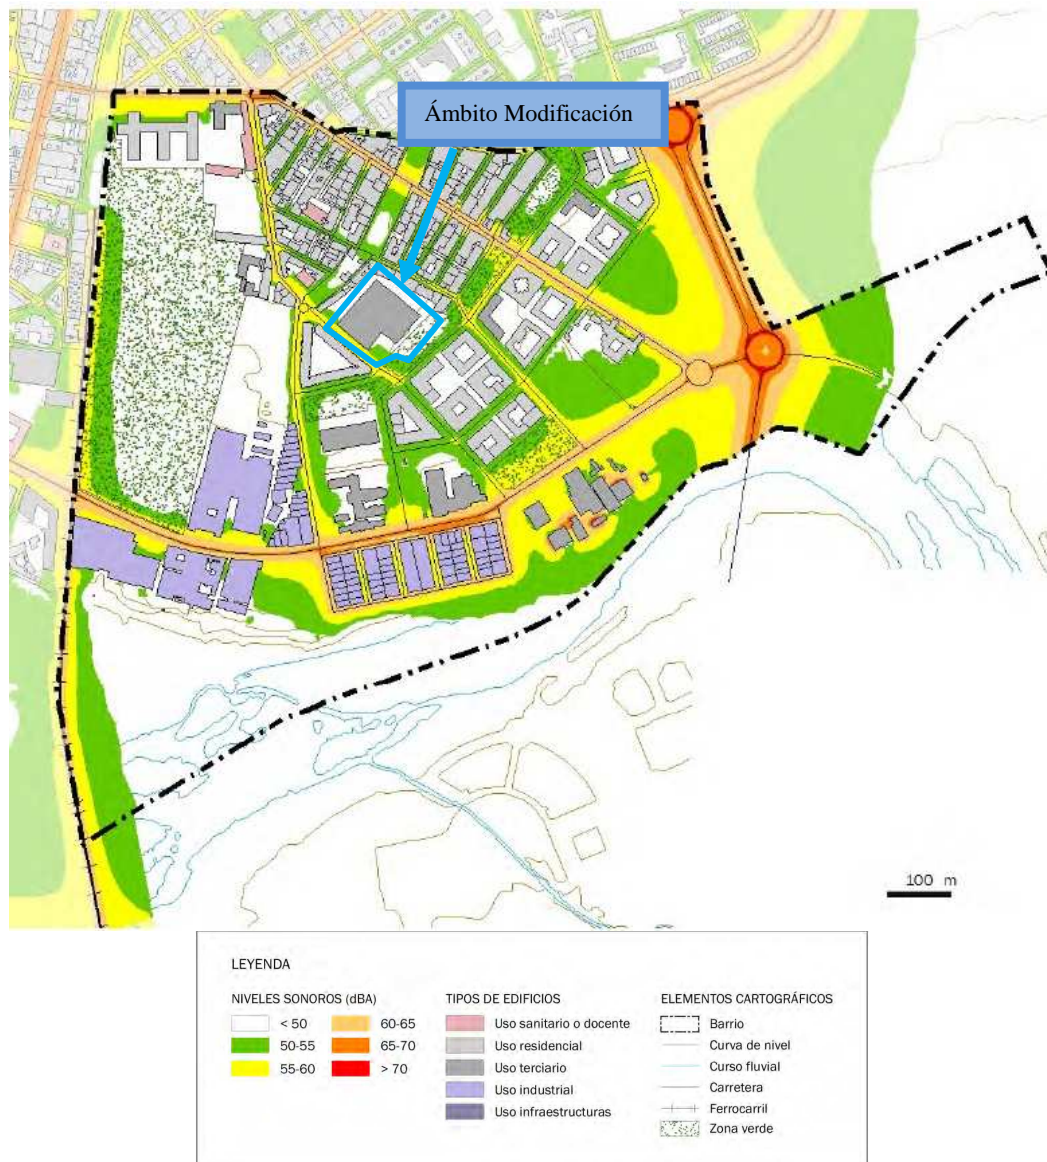 Ámbito Modificación
100 m
LEYENDA
NIVELES SONOROS (dBA)
< 50
50-55
55-60
60-65
65-70
> 70
TIPOS DE EDIFICIOS
Uso sanitario o docente
Uso residencial
Uso terciario
Uso industrial
Uso infraestructuras
ELEMENTOS CARTOGRÁFICOS
Barrio
Curva de nivel
Curso fluvial
Carretera
Ferrocarril
Zona verde